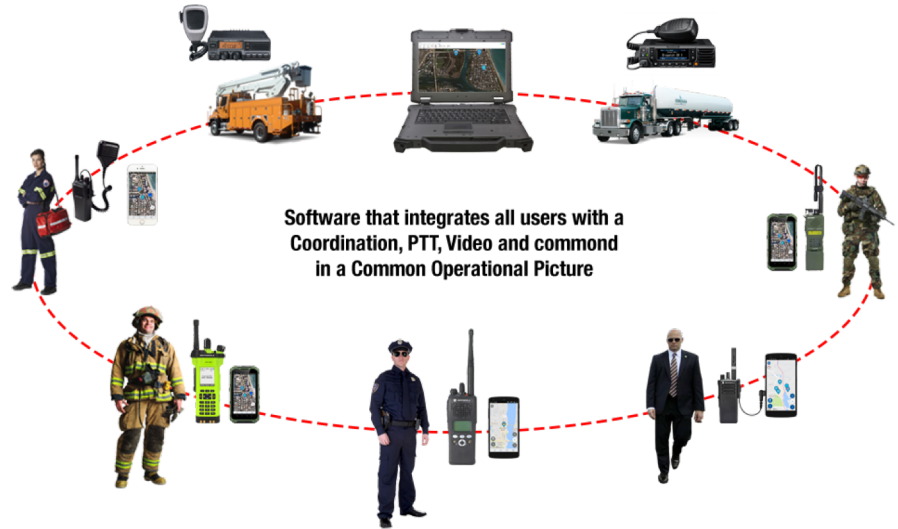 Software that integrates all users with a
Coordination, PTT, Video and commond
in a Common Operational Picture